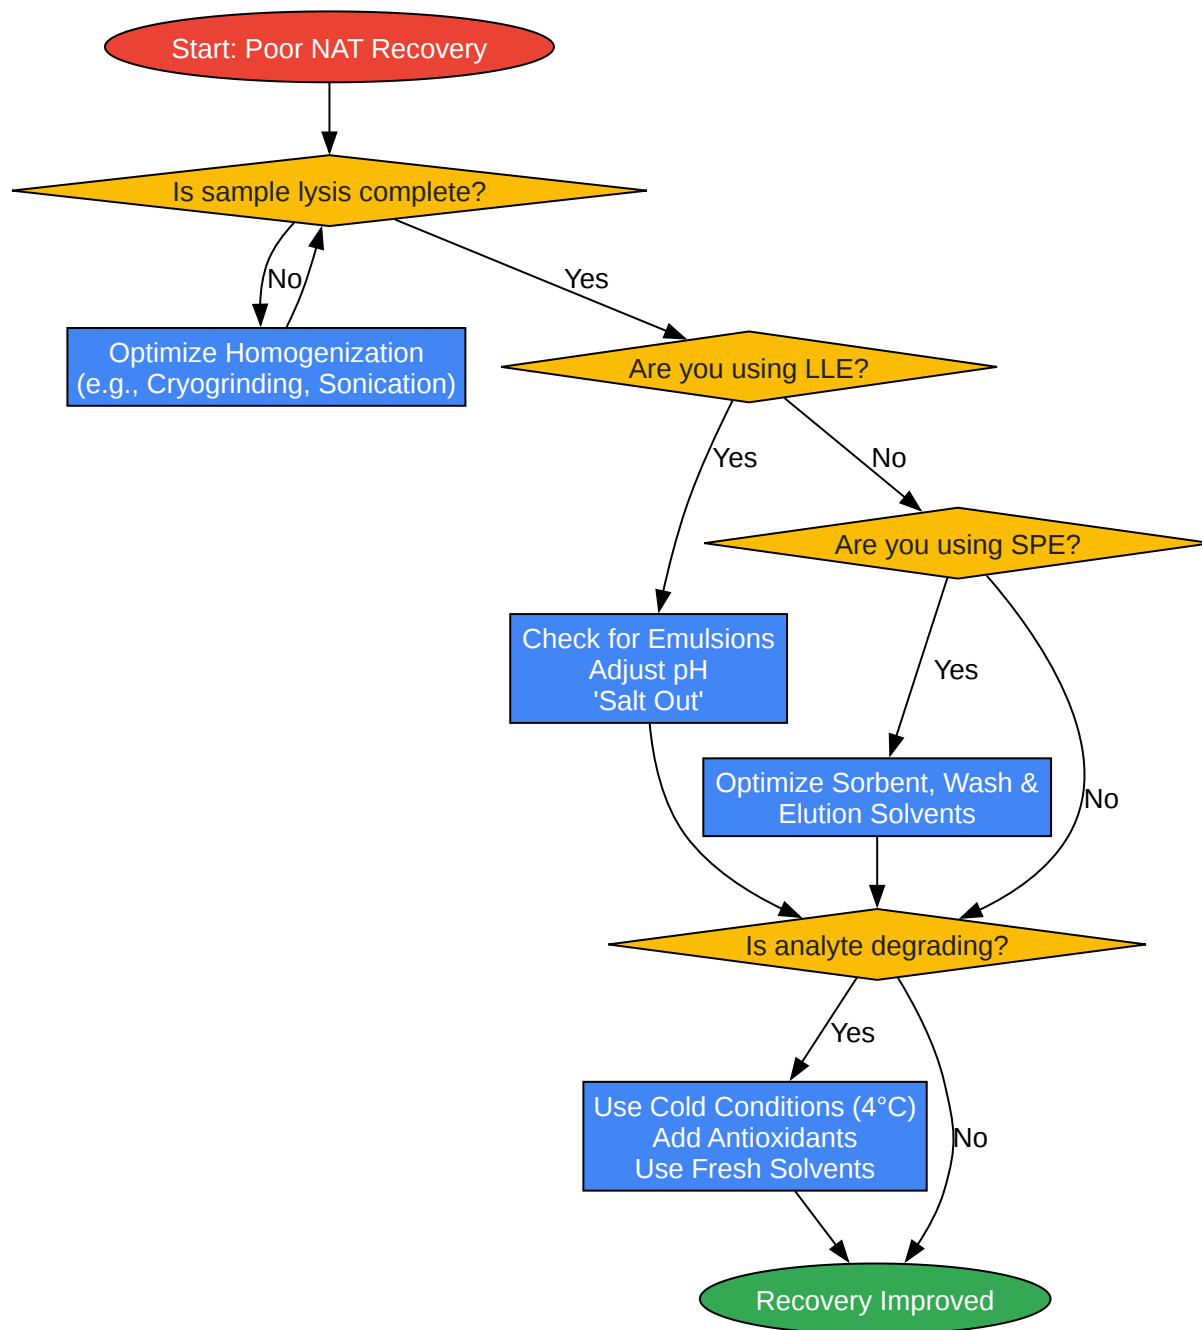 Start: Poor NAT Recovery
Is sample lysis complete?
No
Yes
Optimize Homogenization
(e.g., Cryogrinding, Sonication)
Are you using LLE?
Yes
No
Are you using SPE?
Check for Emulsions
Adjust pH
'Salt Out'
Yes
Optimize Sorbent, Wash &
Elution Solvents
No
Is analyte degrading?
Yes
Use Cold Conditions (4°C)
Add Antioxidants
Use Fresh Solvents
No
Recovery Improved